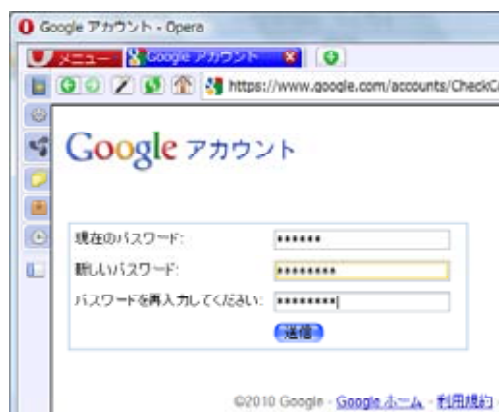 Google アカウント - Opera
メニュー
Google アカウント
https://www.google.com/accounts/CheckC
Google アカウント
現在のパスワード:
******
新しいパスワード:
********
パスワードを再入力してください:
********
送信
©2010 Google - Google ホーム - 利用規約